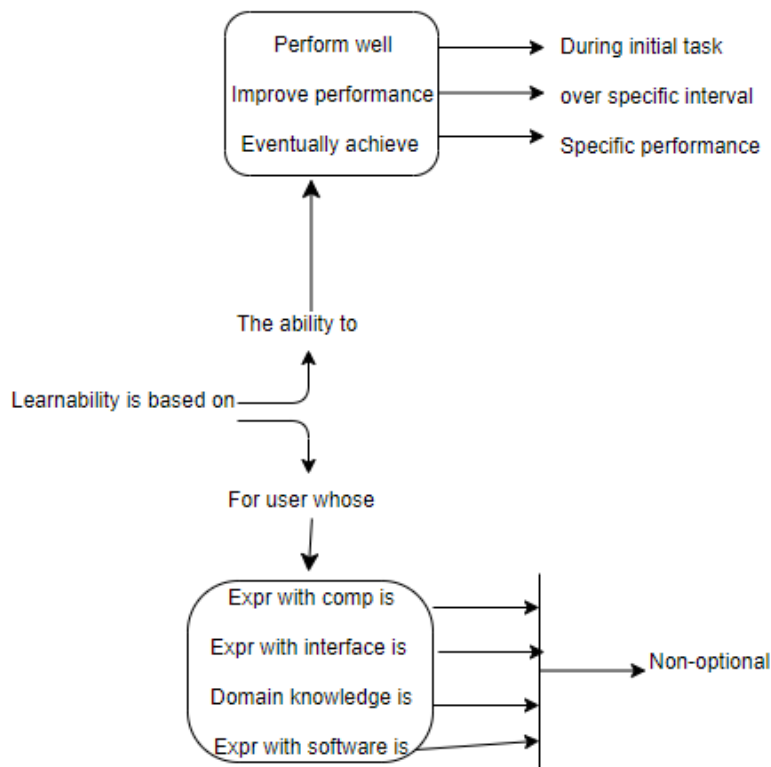 Perform well
During initial task
Improve performance
over specific interval
Eventually achieve
Specific performance
The ability to
Learnability is based on
For user whose
Expr with comp is
Expr with interface is
Non-optional
Domain knowledge is
Expr with software is